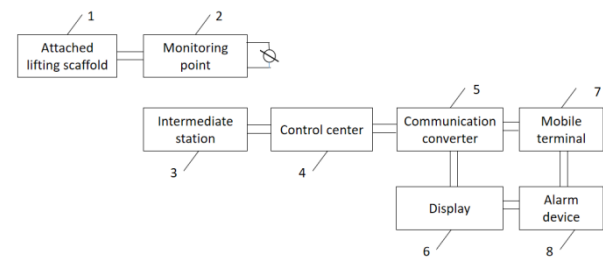 1
2
Attached
lifting scaffold
Monitoring
point
5
7
Intermediate
station
Control center
Communication
converter
Mobile
terminal
3
4
Display
Alarm
device
6
8